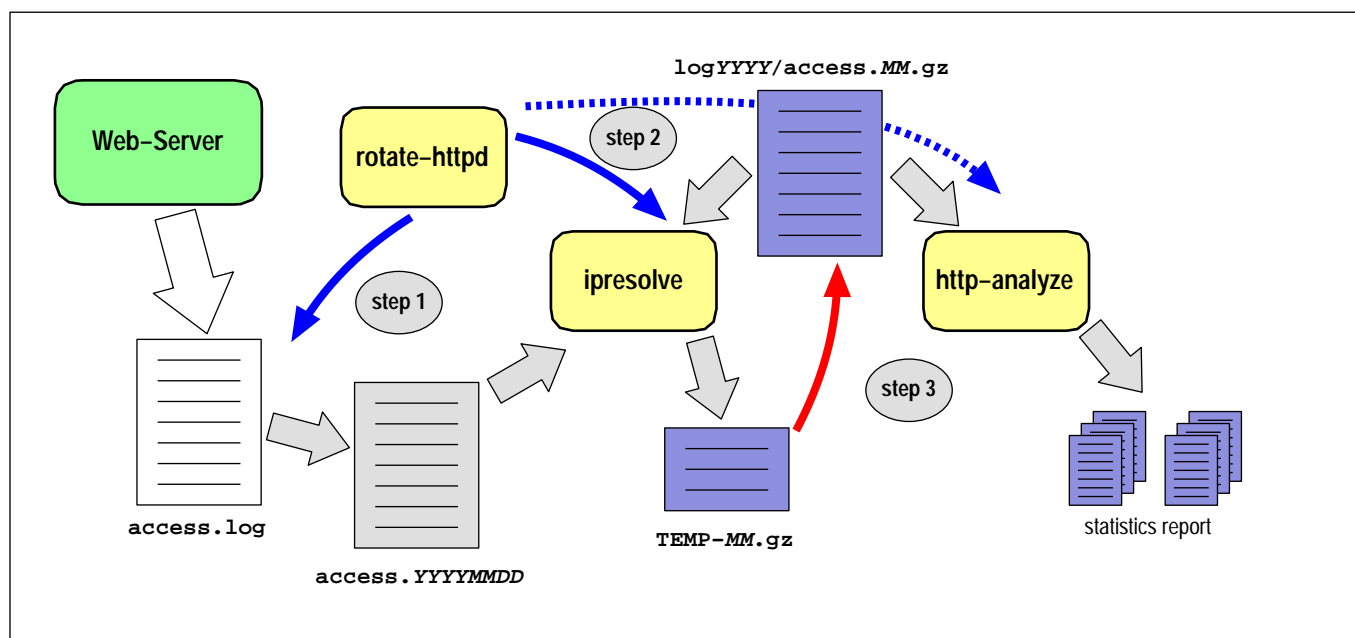 logYYYY/access.MM.gz
Web–Server
rotate–httpd
step 2
ipresolve
http–analyze
step 1
step 3
access.log
TEMP–MM.gz
statistics report
access.YYYYMMDD